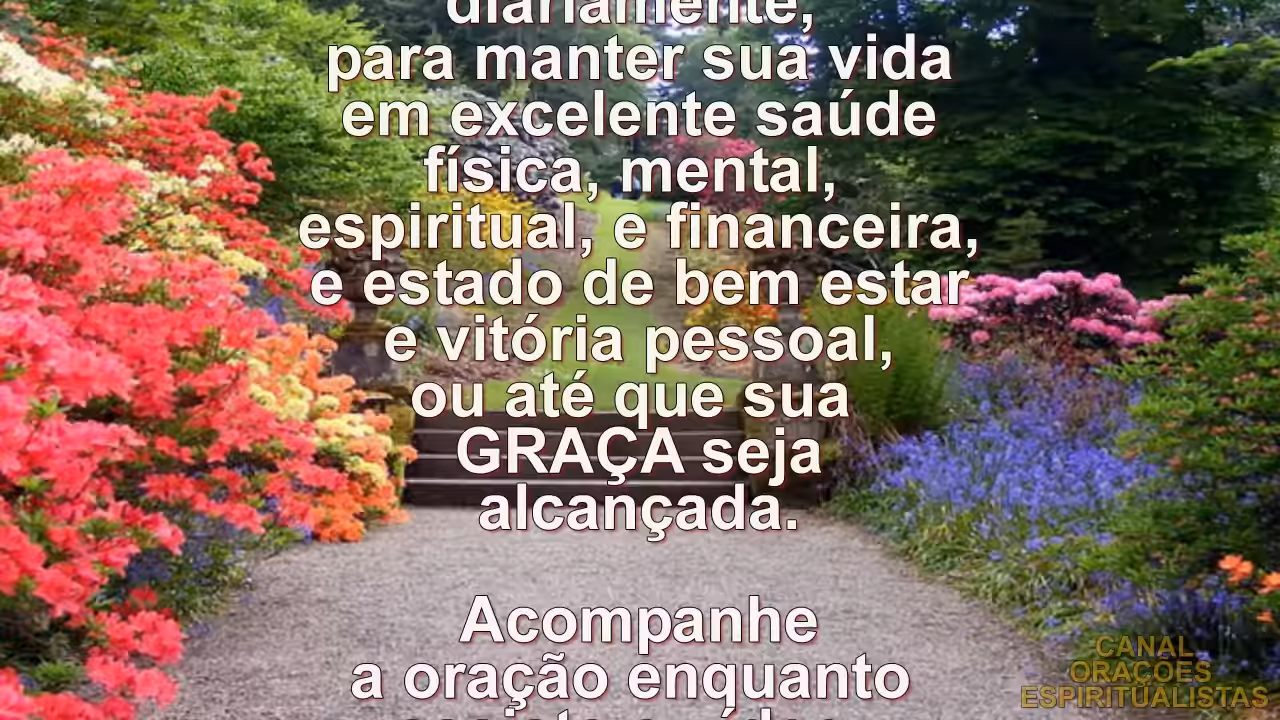 diariamente,
para manter sua vida
em excelente saúde
física, mental,
espiritual, e financeira,
e estado de bem estar
e vitória pessoal,
ou até que sua
GRAÇA seja
alcançada.
Acompanhe
a oração enquanto
CANAL
ORAÇÕES
ESPIRITUALISTAS